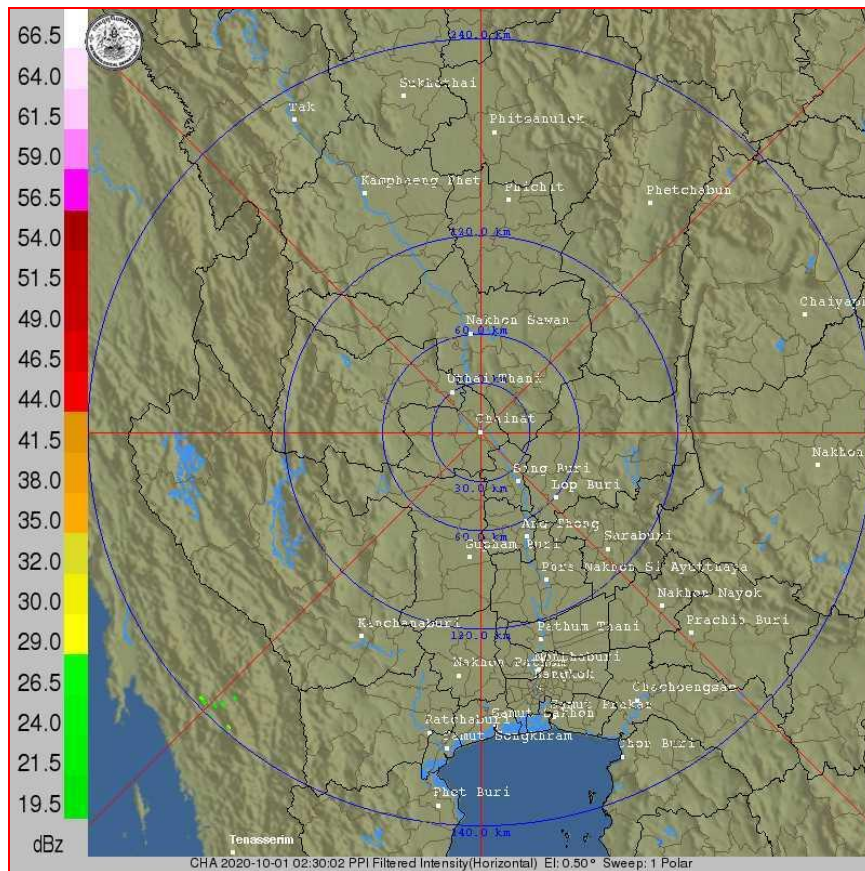 66.5
64.0
61.5
59.0
56.5
54.0
51.5
49.0
46.5
44.0
41.5
38.0
35.0
32.0
30.0
29.0
26.5
24.0
21.5
19.5
dBz
240.0 km
Sukhothai
Tak
Phitsanulok
Kamphaeng Phet
Phichit
Phetchabun
120.0 km
Chaiyaph
Nakhon Sawan
60.0 km
Uthai Thani
Chainat
Nakhon
Sing Buri
30.0 km
Lop Buri
Ang Thong
60.0 km
Suphan Buri
Saraburi
Pora Nakhon Si Ayutthaya
Nakhon Nayok
Kanchanaburi
120.0 km
Pathum Thani
Prachin Buri
Nonthaburi
Nakhon Pathom
Bangkok
Chachoengsao
Samut Prakan
Samut Sakhon
Ratchaburi
Samut Songkhram
Chon Buri
Phet Buri
240.0 km
Tenasserim
CHA 2020-10-01 02:30:02 PPI Filtered Intensity(Horizontal) El: 0.50° Sweep: 1 Polar